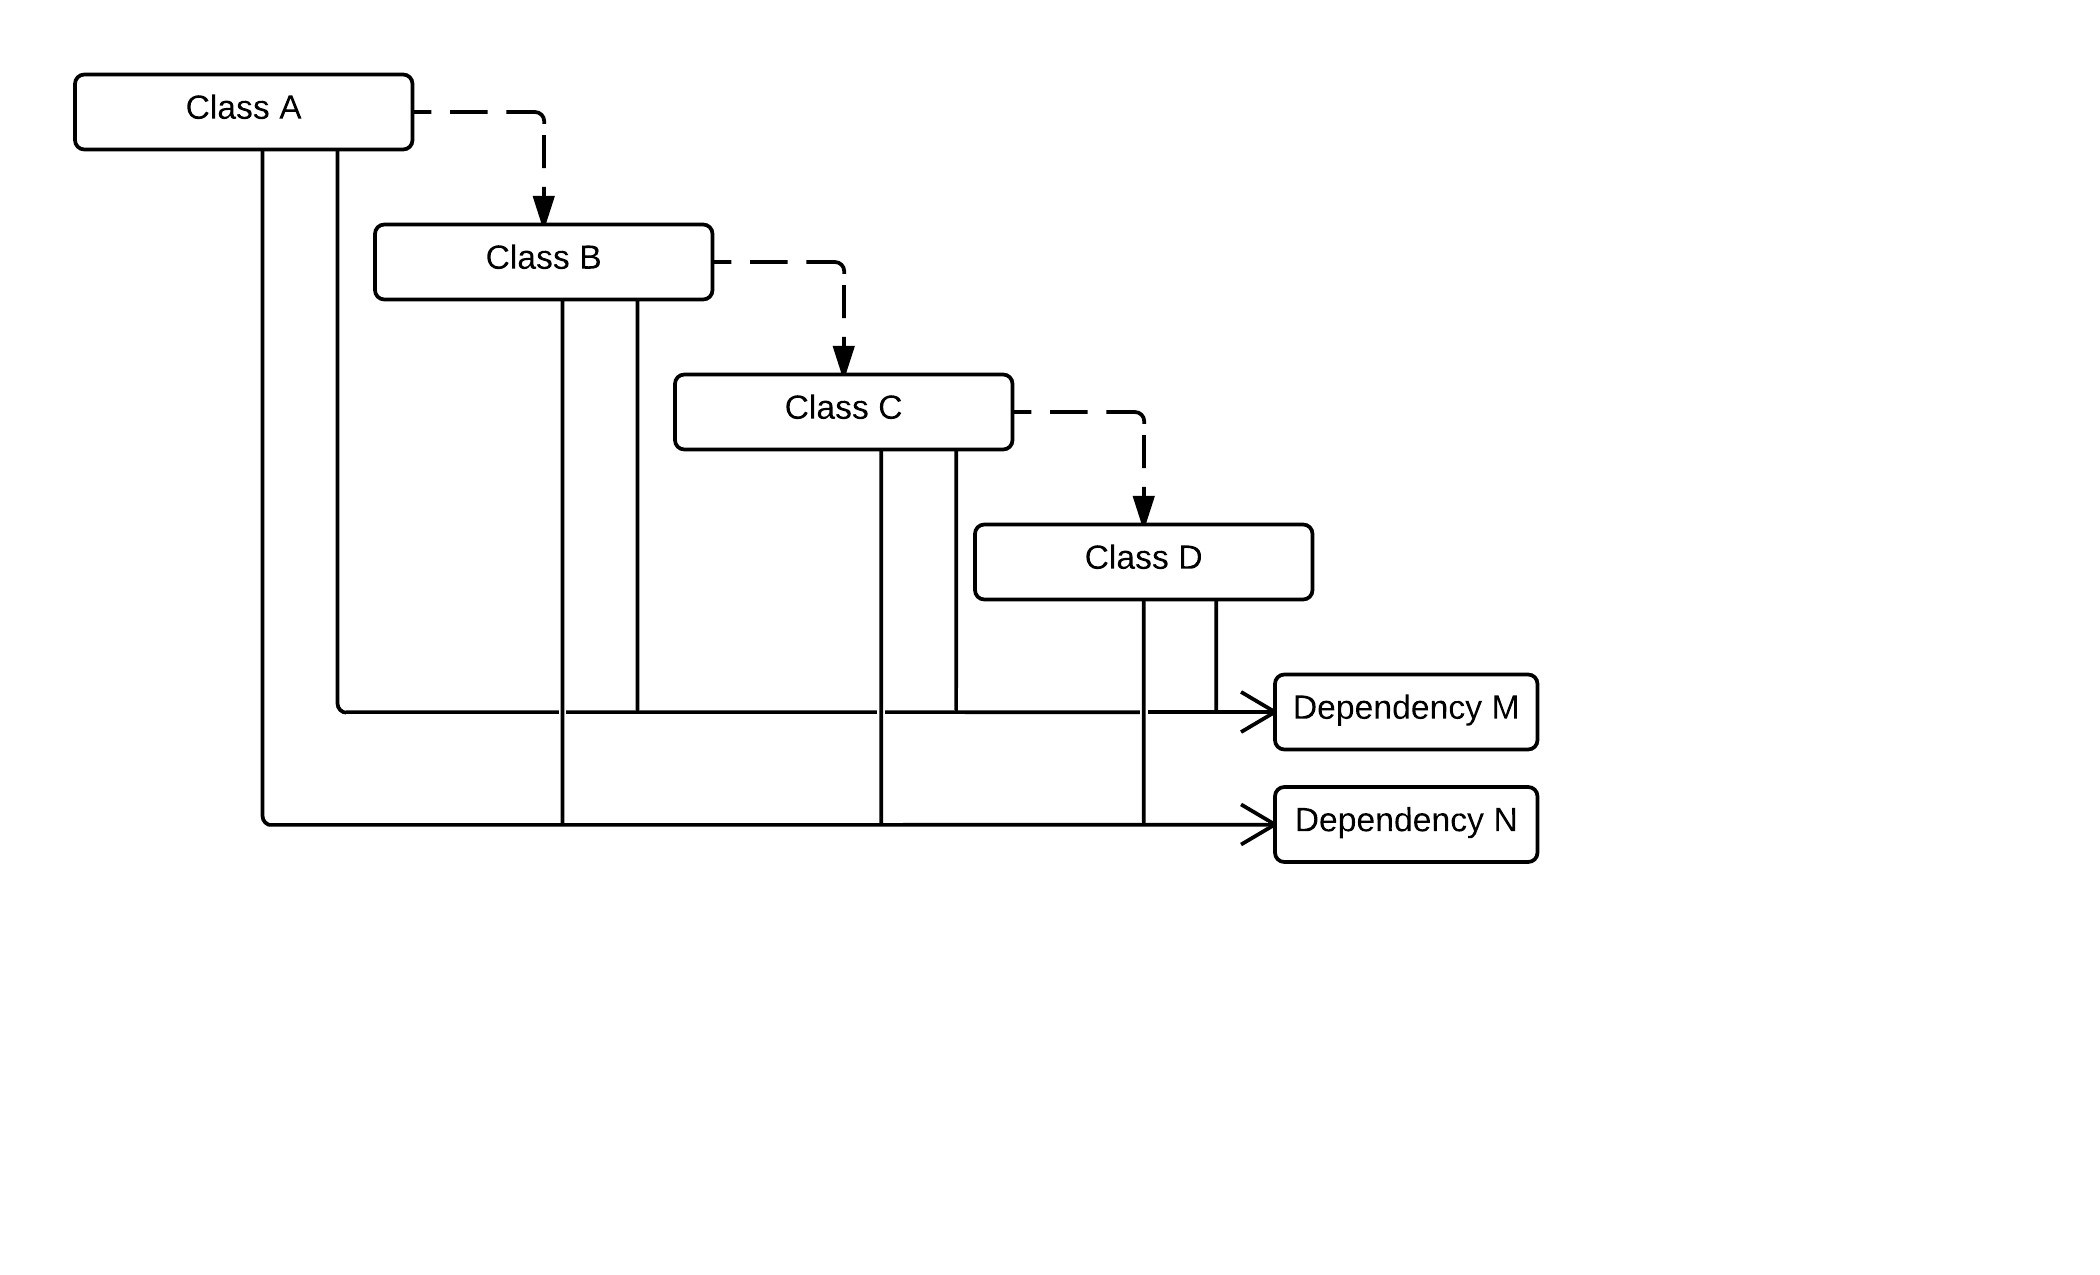 Class A
Class B
Class C
Class D
Dependency M
Dependency N